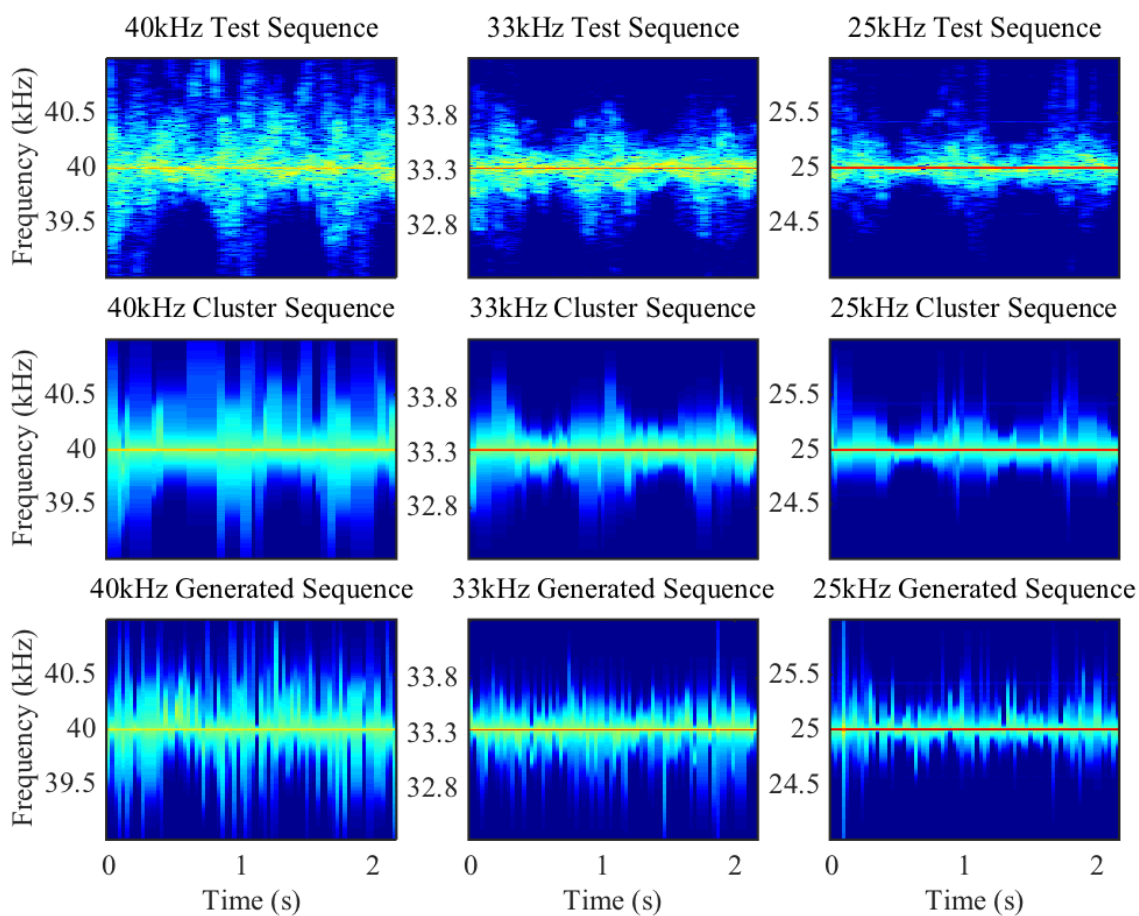 40kHz Test Sequence
33kHz Test Sequence
25kHz Test Sequence
Frequency (kHz)
40.5
40
39.5
33.8
33.3
32.8
25.5
25
24.5
40kHz Cluster Sequence
33kHz Cluster Sequence
25kHz Cluster Sequence
Frequency (kHz)
40.5
40
39.5
33.8
33.3
32.8
25.5
25
24.5
40kHz Generated Sequence
33kHz Generated Sequence
25kHz Generated Sequence
Frequency (kHz)
40.5
40
39.5
33.8
33.3
32.8
25.5
25
24.5
0 1 2
0 1 2
0 1 2
Time (s)
Time (s)
Time (s)